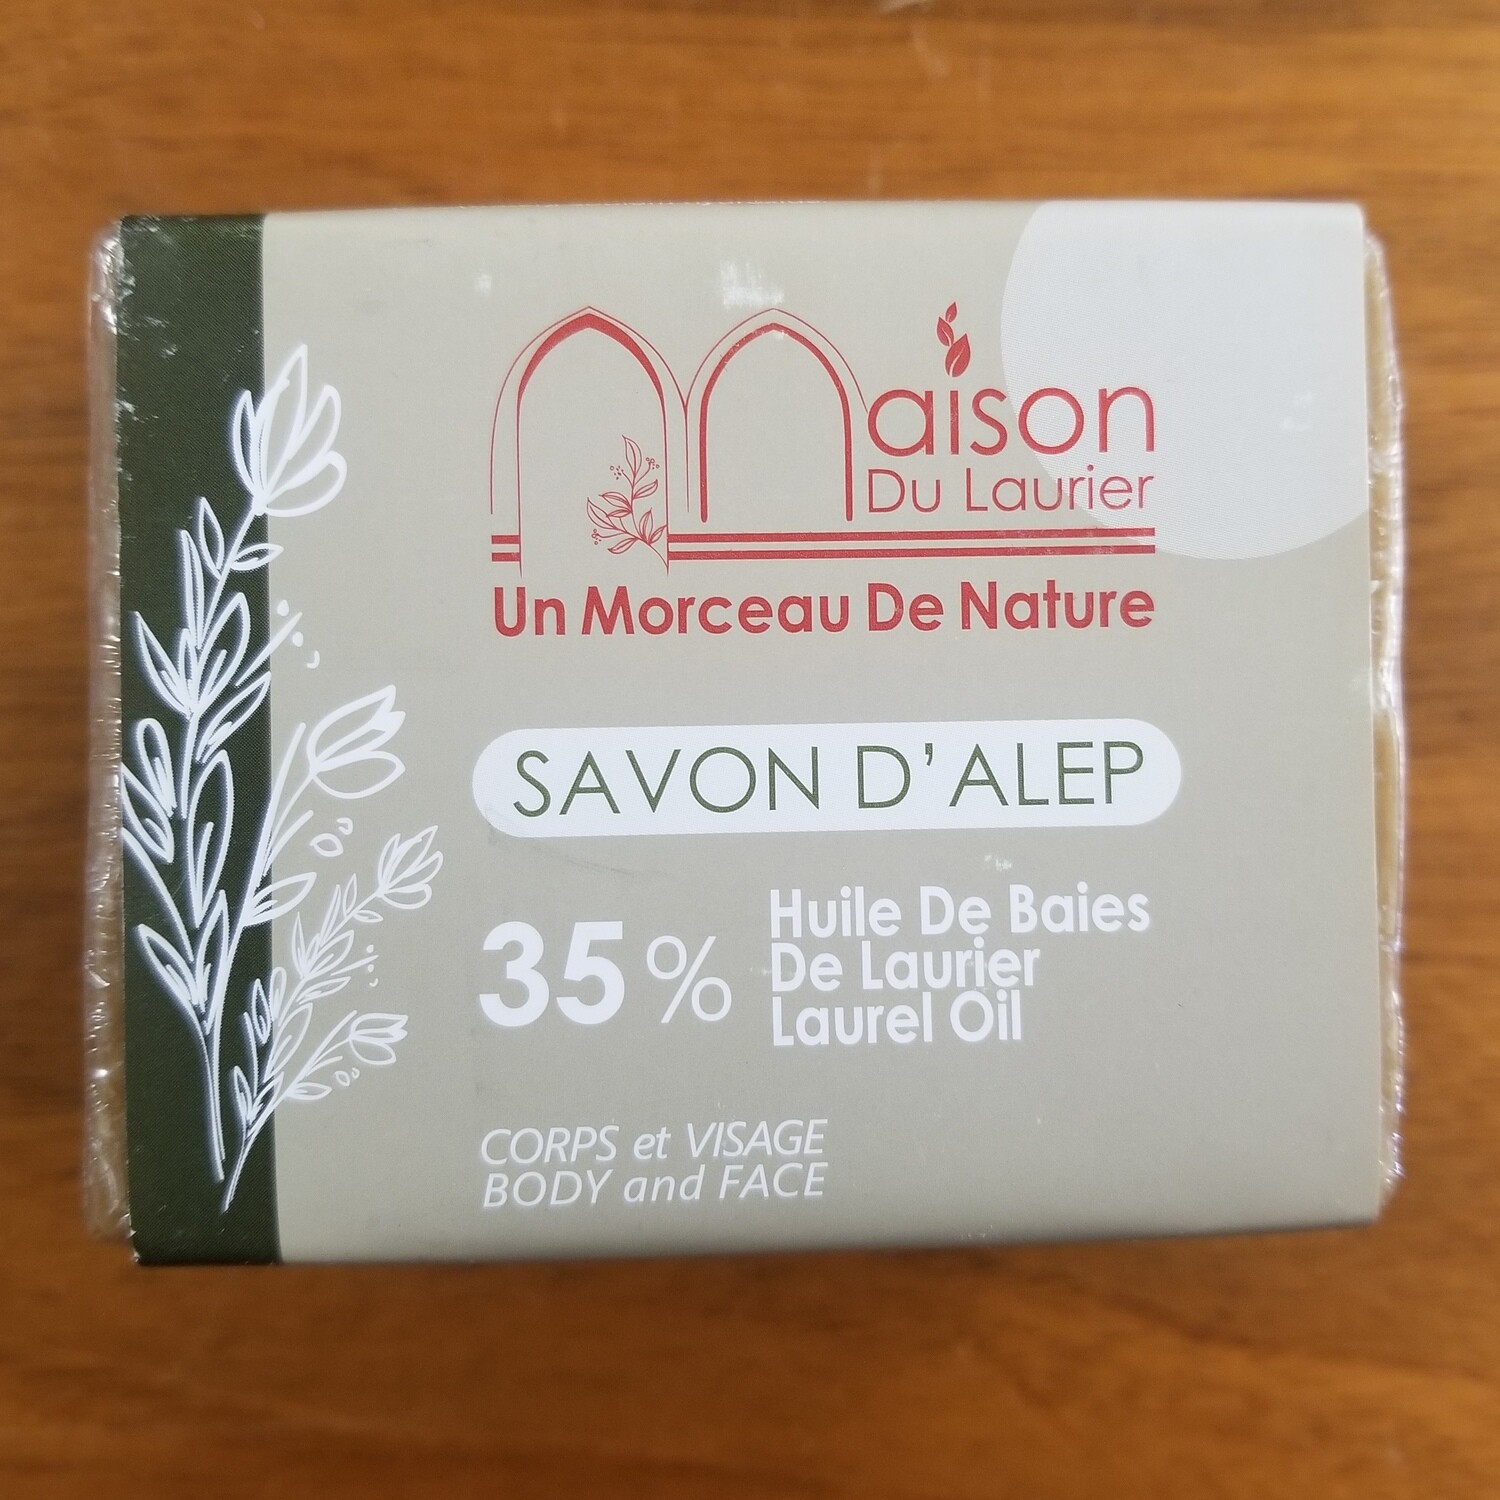 Maison
Du Laurier
Un Morceau De Nature
SAVON D'ALEP
35%
Huile De Baies
De Laurier
Laurel Oil
CORPS et VISAGE
BODY and FACE